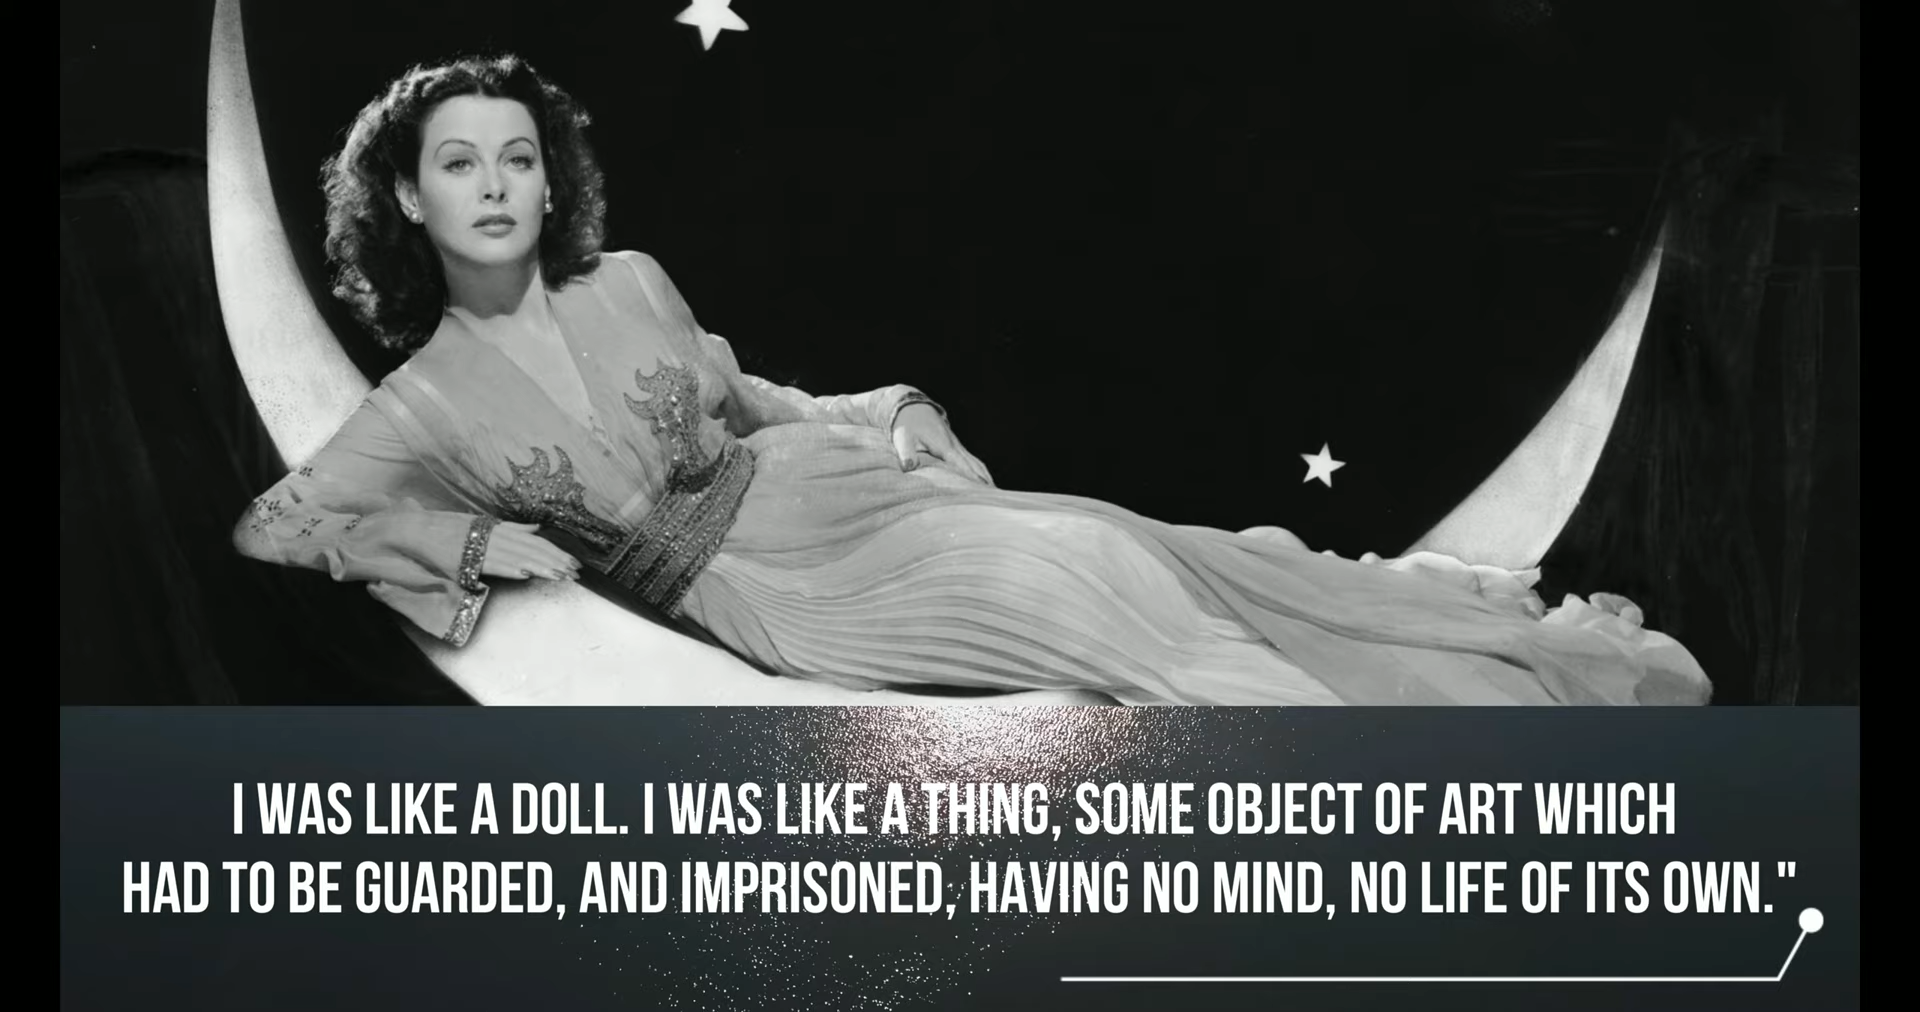 I WAS LIKE A DOLL. I WAS LIKE A THING, SOME OBJECT OF ART WHICH
HAD TO BE GUARDED, AND IMPRISONED, HAVING NO MIND, NO LIFE OF ITS OWN."